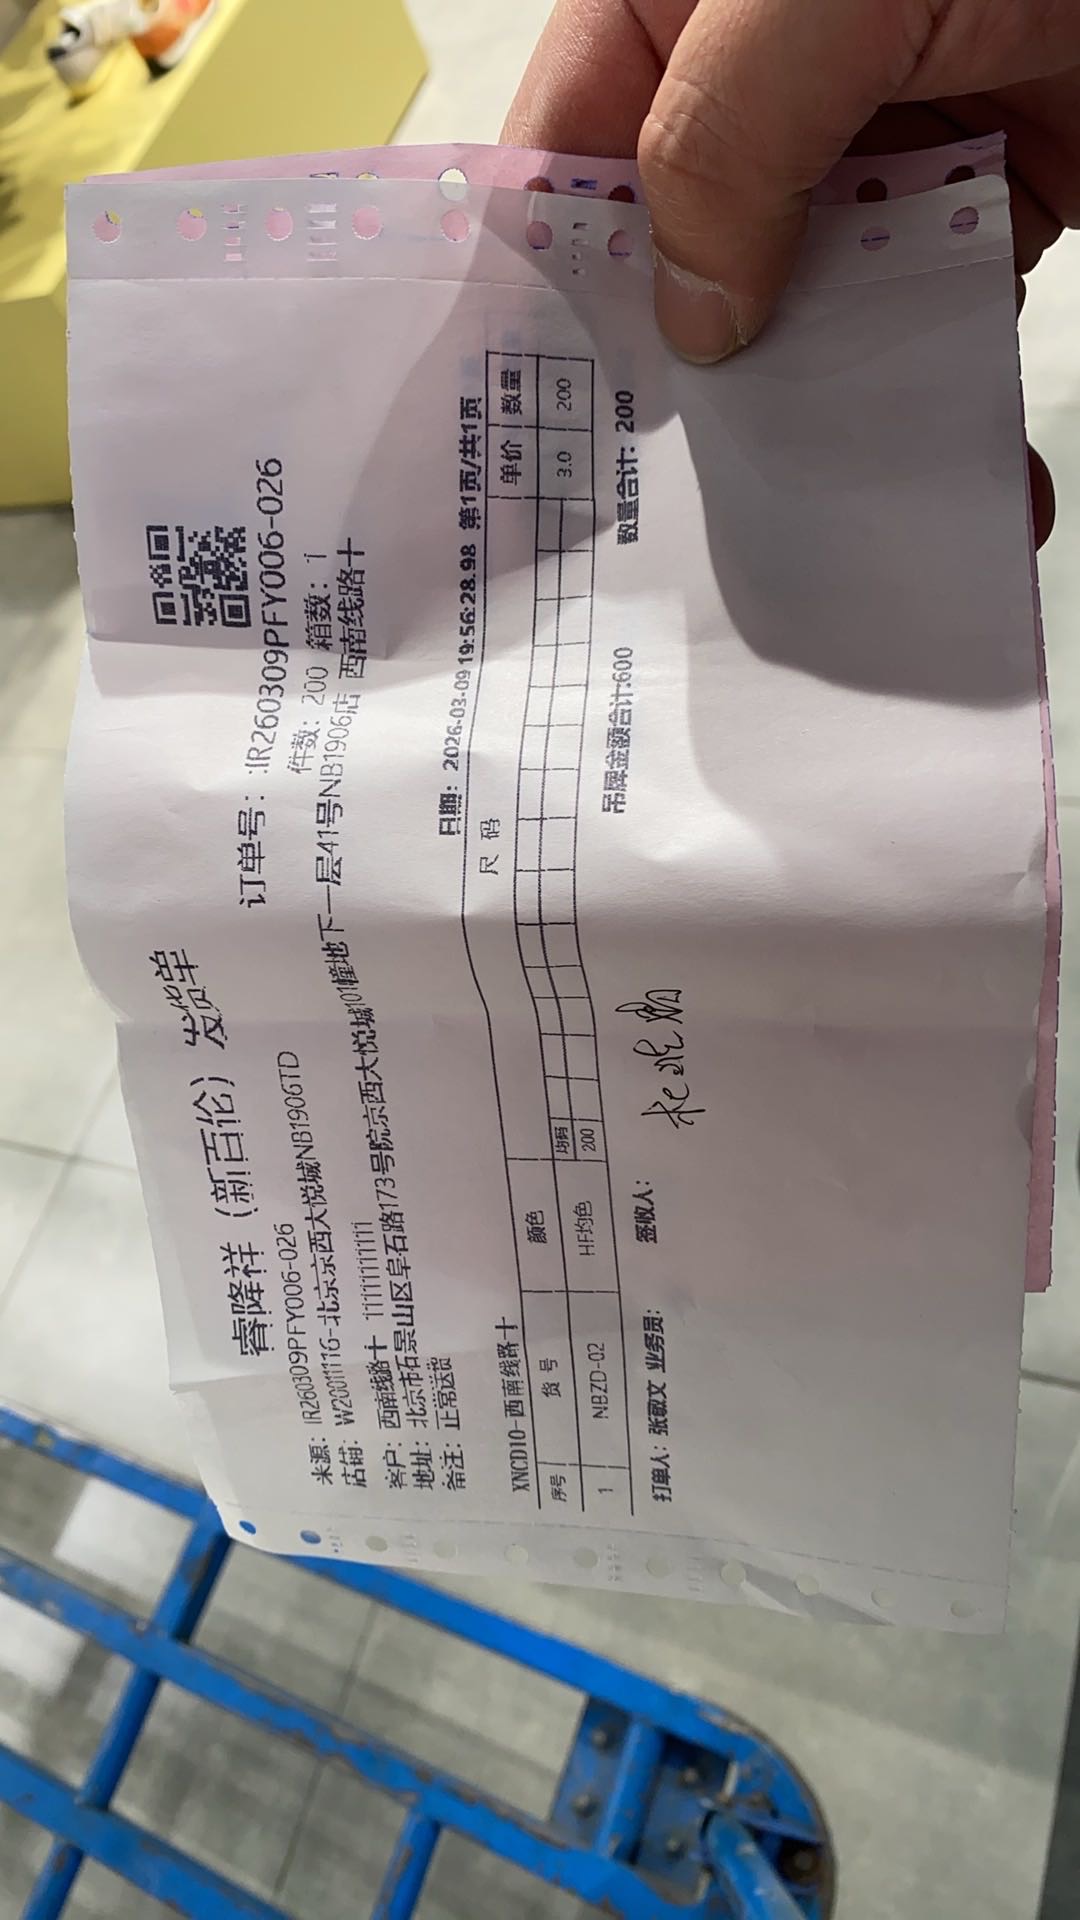 睿隆祥（新百伦）发货单
来源：IR260309PFY006-026 订单号：IR260309PFY006-026
店铺：W2001116-北京京西大悦城NB1906TD 件数：200 箱数：1
客户：西南线路十 11111111111
地址：北京市石景山区阜石路173号院京西大悦城101幢地下一层41号NB1906店 西南线路十
备注：正常送货
XNCD10-西南线路十 日期：2026-03-09 19:56:28.98 第1页/共1页
序号 货号 颜色 尺码 单价 数量
均码
1 NBZD-02 HF均色 200 3.0 200
打单人：张敏文 业务员： 签收人： 吊牌金额合计:600 数量合计：200